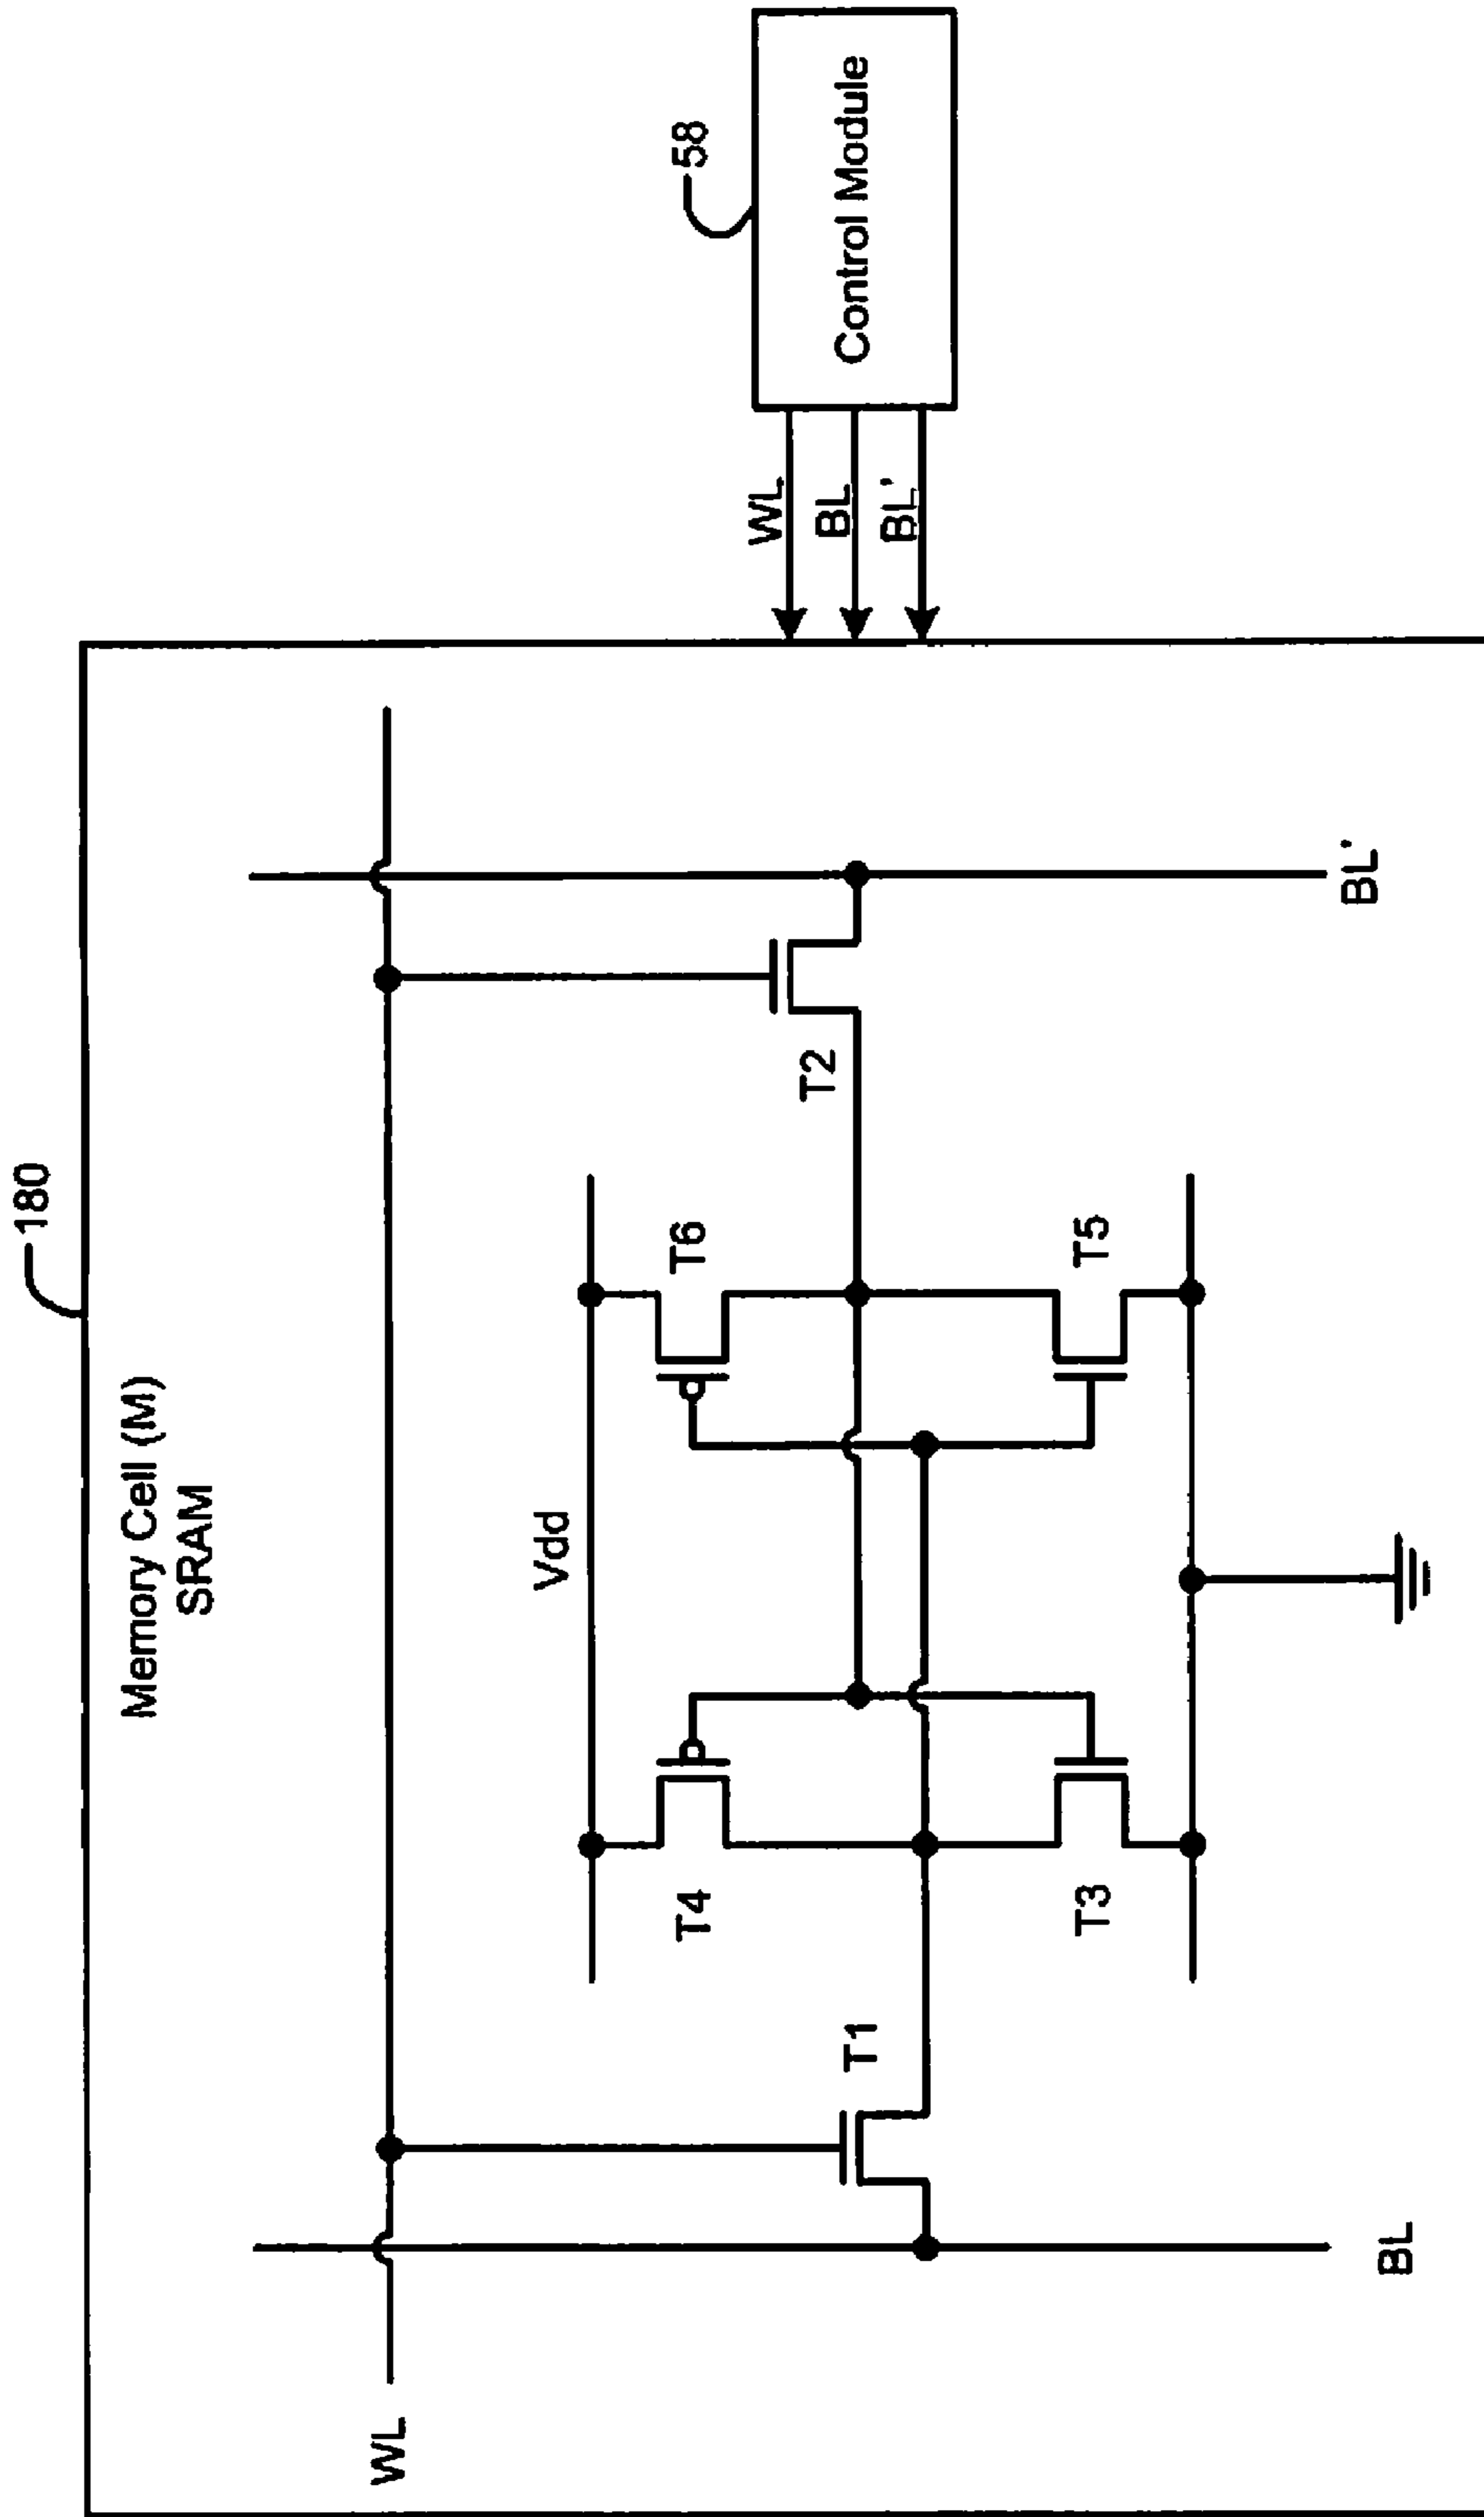 180
Memory Cell (M)
SRAM
WL
Vdd
T4
T6
T1
T2
T3
T5
BL
BL'
WL
BL
BL'
58
Control Module